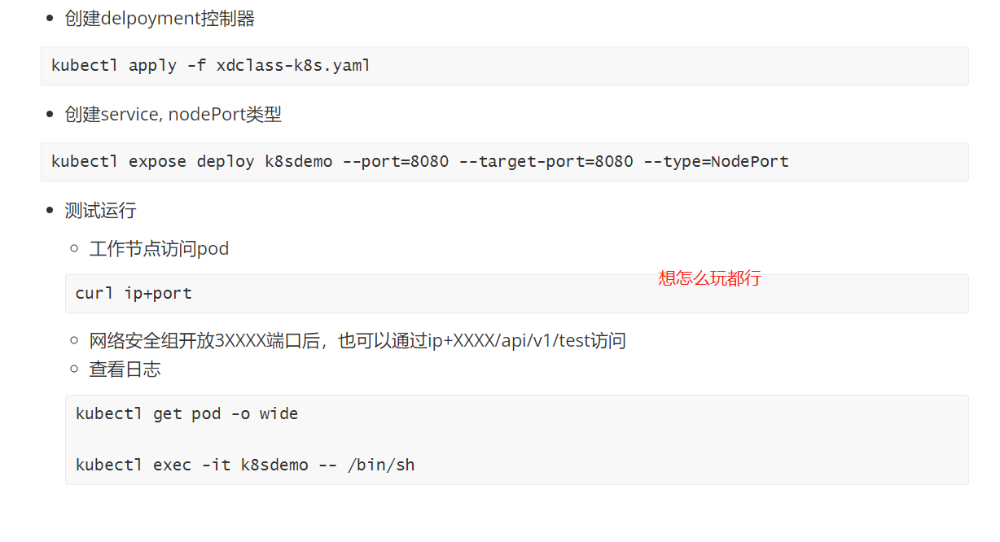 创建delpoyment控制器
kubectl apply -f xdclass-k8s.yaml
创建service, nodePort类型
kubectl expose deploy k8sdemo --port=8080 --target-port=8080 --type=NodePort
测试运行
工作节点访问pod
想怎么玩都行
curl ip+port
网络安全组开放3XXXX端口后，也可以通过ip+XXXX/api/v1/test访问
查看日志
kubectl get pod -o wide
kubectl exec -it k8sdemo -- /bin/sh